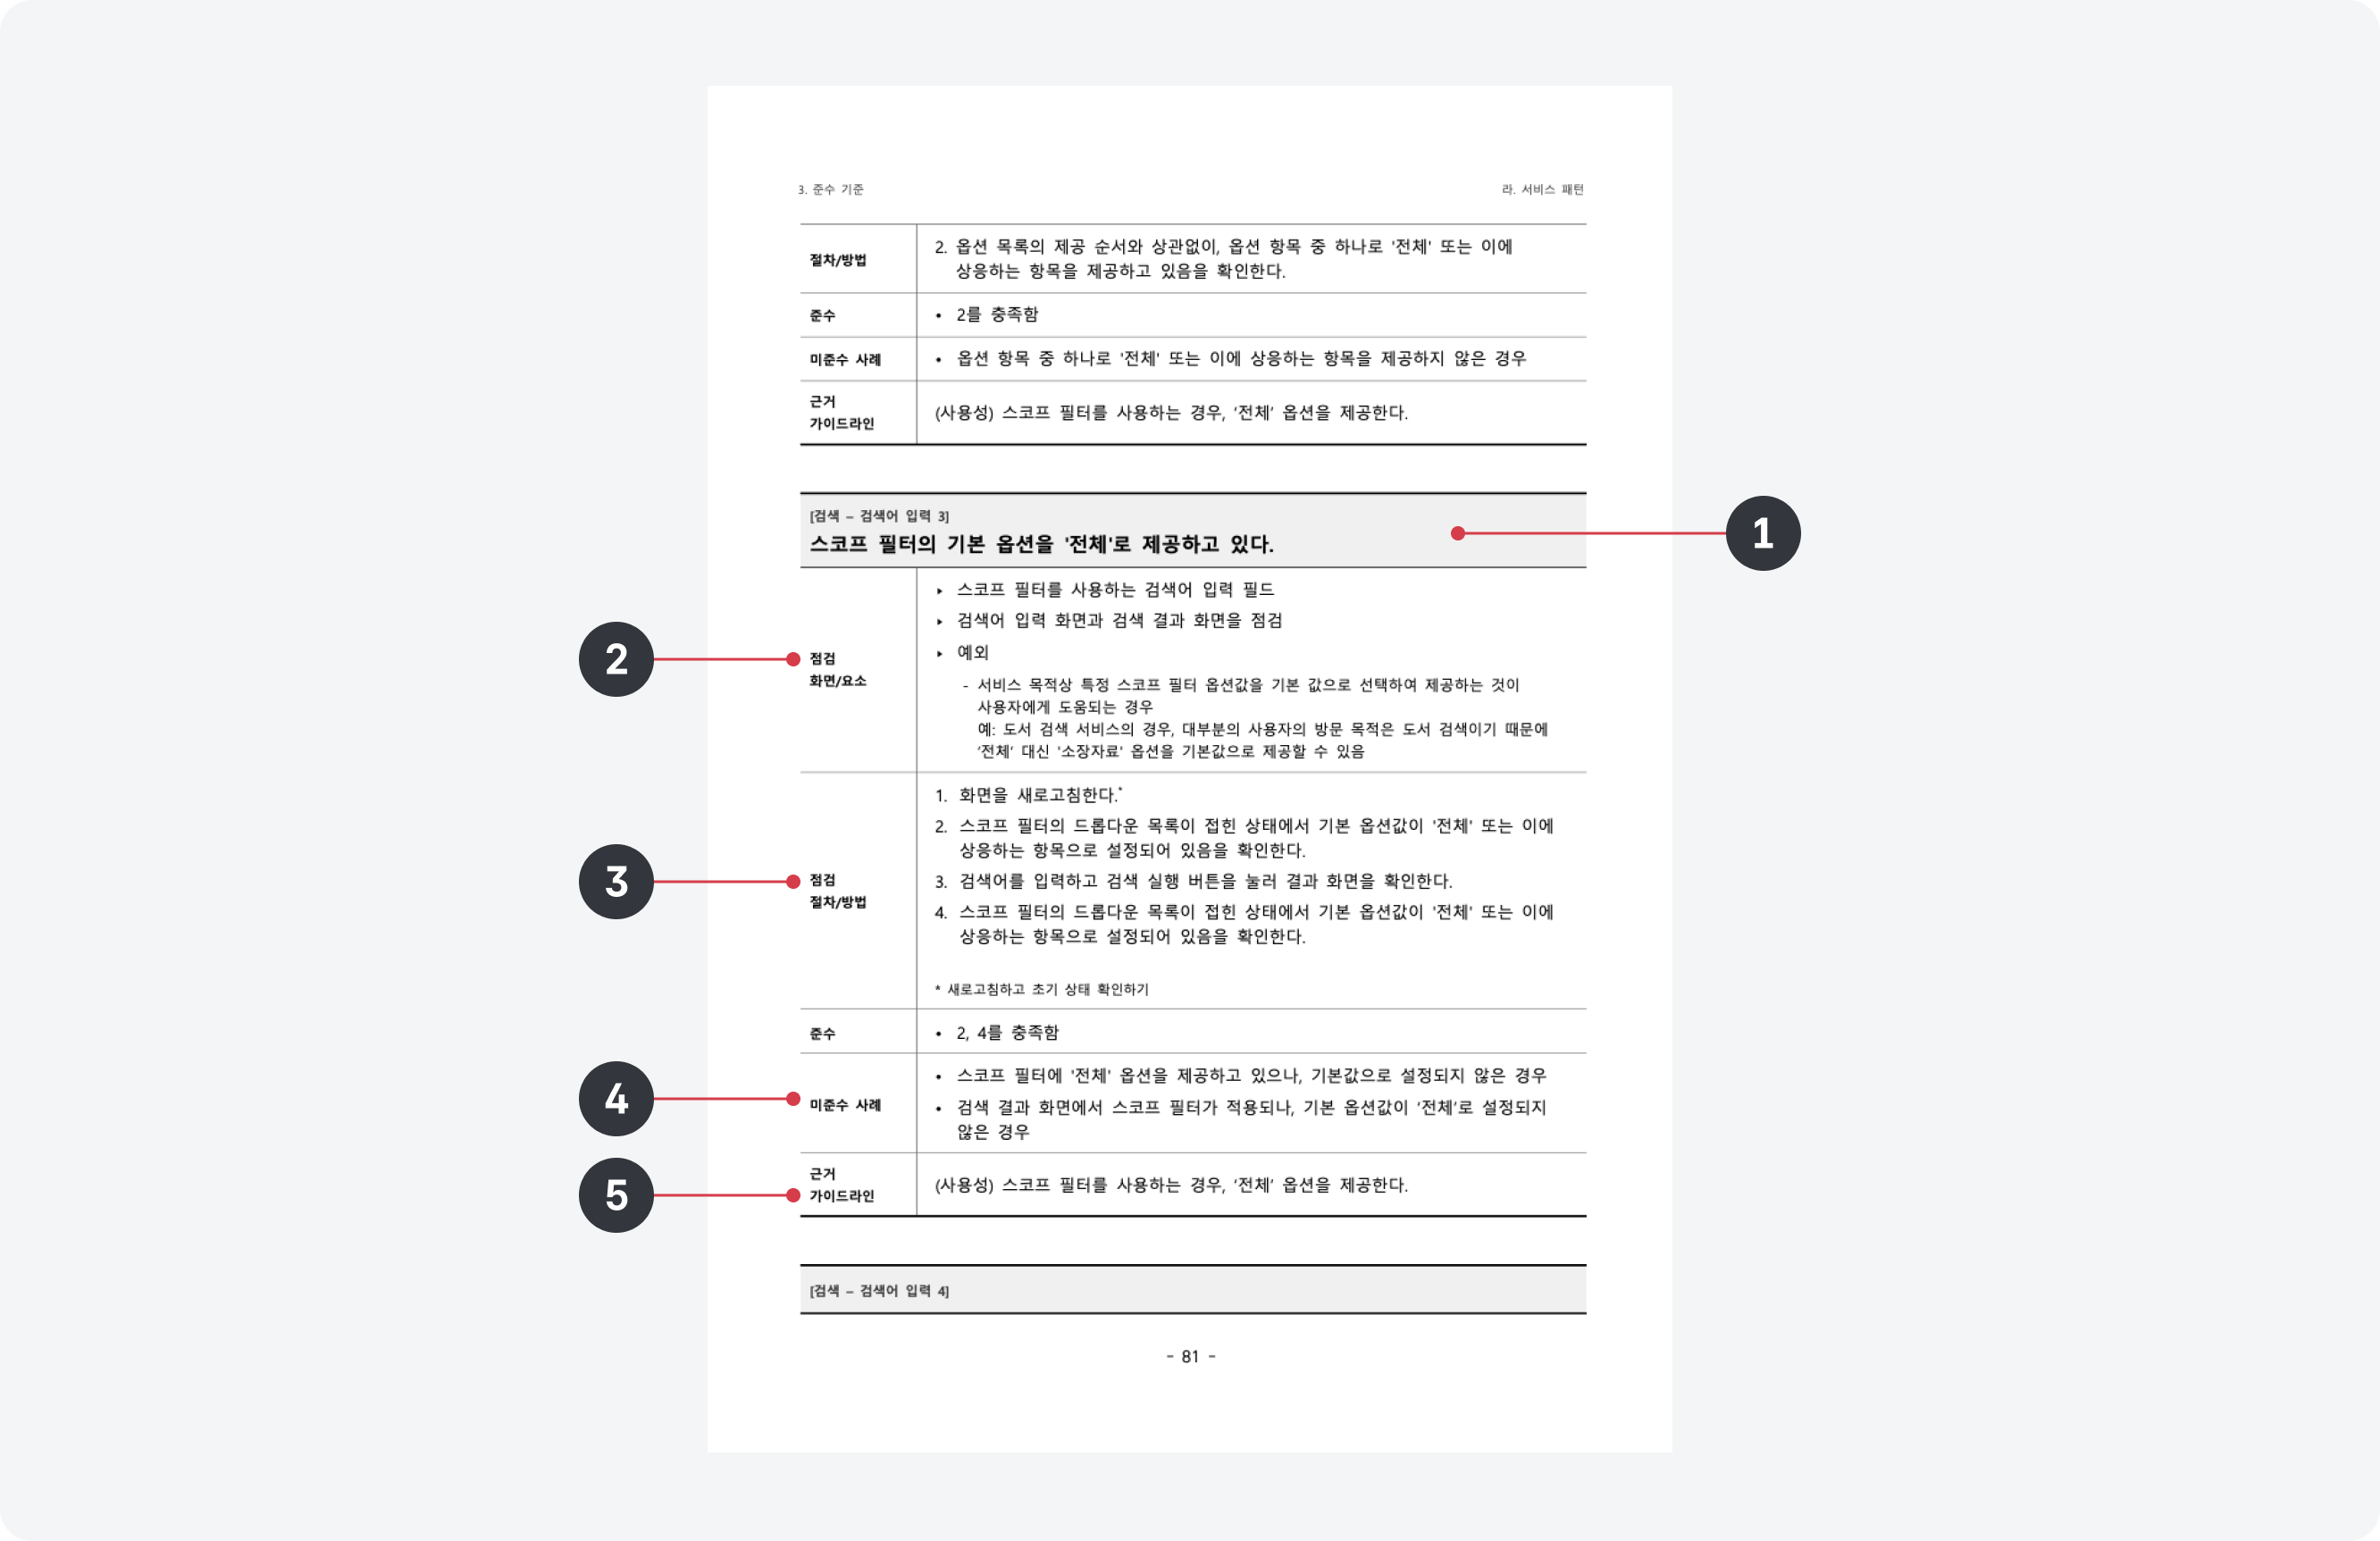 3. 준수 기준
라. 서비스 패턴
절차/방법
2. 옵션 목록의 제공 순서와 상관없이, 옵션 항목 중 하나로 '전체' 또는 이에
상응하는 항목을 제공하고 있음을 확인한다.
준수
• 2를 충족함
미준수 사례
• 옵션 항목 중 하나로 '전체' 또는 이에 상응하는 항목을 제공하지 않은 경우
근거
가이드라인
(사용성) 스코프 필터를 사용하는 경우, ‘전체’ 옵션을 제공한다.
[검색 – 검색어 입력 3]
스코프 필터의 기본 옵션을 '전체'로 제공하고 있다.
1
2
점검
화면/요소
▸ 스코프 필터를 사용하는 검색어 입력 필드
▸ 검색어 입력 화면과 검색 결과 화면을 점검
▸ 예외
- 서비스 목적상 특정 스코프 필터 옵션값을 기본 값으로 선택하여 제공하는 것이
사용자에게 도움되는 경우
예: 도서 검색 서비스의 경우, 대부분의 사용자의 방문 목적은 도서 검색이기 때문에
‘전체’ 대신 '소장자료' 옵션을 기본값으로 제공할 수 있음
3
점검
절차/방법
1. 화면을 새로고침한다.*
2. 스코프 필터의 드롭다운 목록이 접힌 상태에서 기본 옵션값이 '전체' 또는 이에
상응하는 항목으로 설정되어 있음을 확인한다.
3. 검색어를 입력하고 검색 실행 버튼을 눌러 결과 화면을 확인한다.
4. 스코프 필터의 드롭다운 목록이 접힌 상태에서 기본 옵션값이 '전체' 또는 이에
상응하는 항목으로 설정되어 있음을 확인한다.
* 새로고침하고 초기 상태 확인하기
준수
• 2, 4를 충족함
4
미준수 사례
• 스코프 필터에 '전체' 옵션을 제공하고 있으나, 기본값으로 설정되지 않은 경우
• 검색 결과 화면에서 스코프 필터가 적용되나, 기본 옵션값이 ‘전체’로 설정되지
않은 경우
5
근거
가이드라인
(사용성) 스코프 필터를 사용하는 경우, ‘전체’ 옵션을 제공한다.
[검색 – 검색어 입력 4]
- 81 -